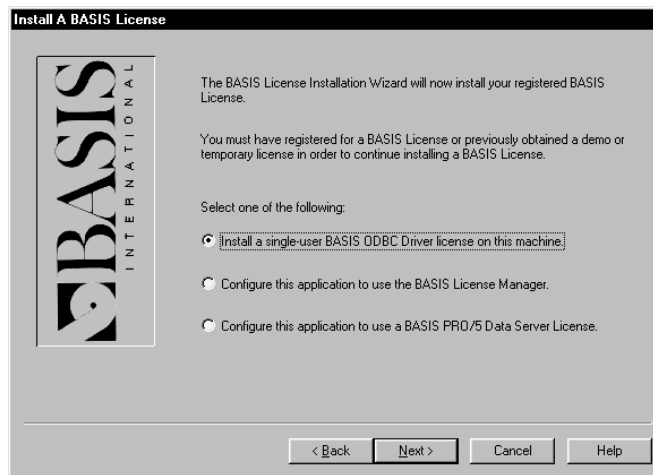 Install A BASIS License
BASIS
INTERNATIONAL
The BASIS License Installation Wizard will now install your registered BASIS
License.
You must have registered for a BASIS License or previously obtained a demo or
temporary license in order to continue installing a BASIS License.
Select one of the following:
Install a single-user BASIS ODBC Driver license on this machine.
Configure this application to use the BASIS License Manager.
Configure this application to use a BASIS PRO/5 Data Server License.
< Back
Next >
Cancel
Help